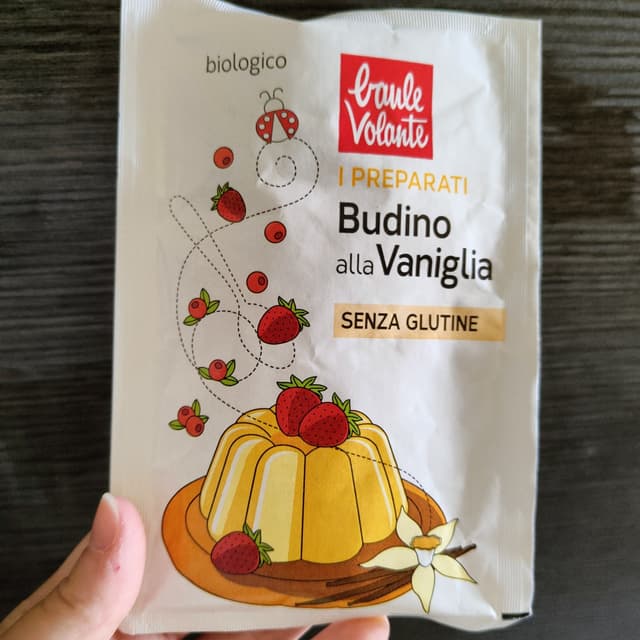 biologico
baule
Volante
I PREPARATI
Budino
alla Vaniglia
SENZA GLUTINE